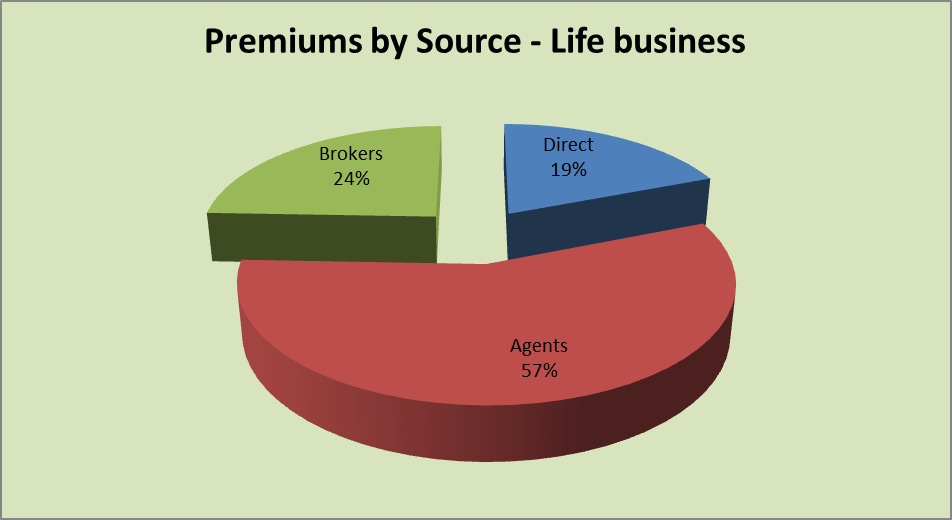 Premiums by Source - Life business
Brokers
24%
Direct
19%
Agents
57%